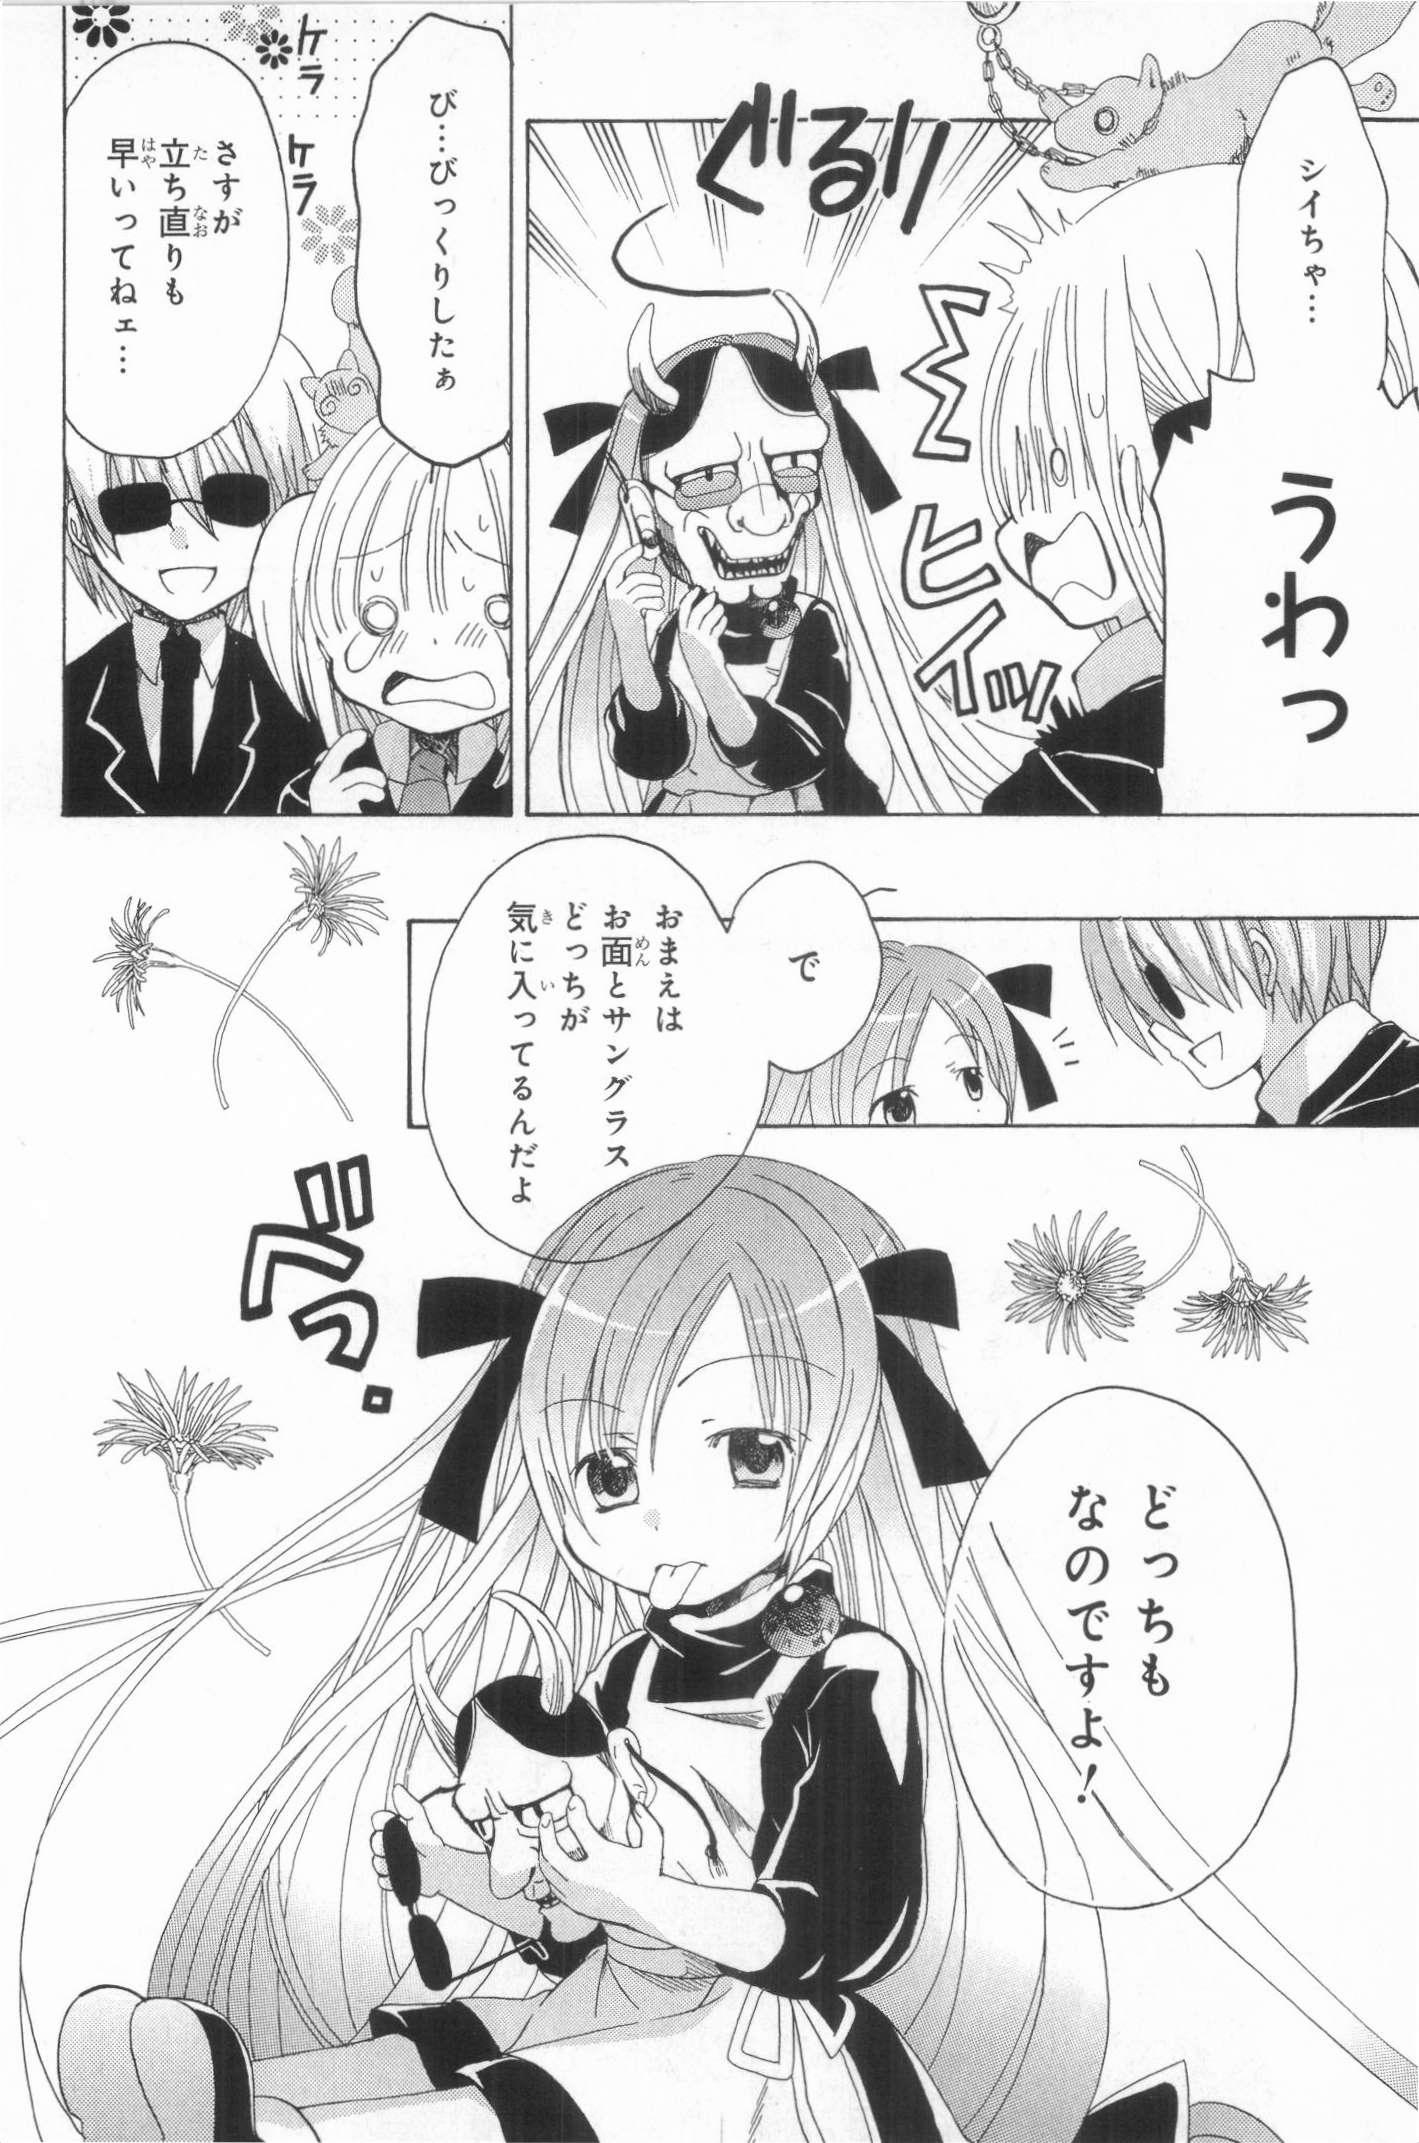 シイちゃ…
うわっ
ぐるり
ヒイッ
び…びっくりしたぁ
ケラ
ケラ
さすが
立ち直りも
早いってねェ…
で
おまえは
お面とサングラス
どっちが
気に入ってるんだよ
べっ。
どっちも
なのですよ！